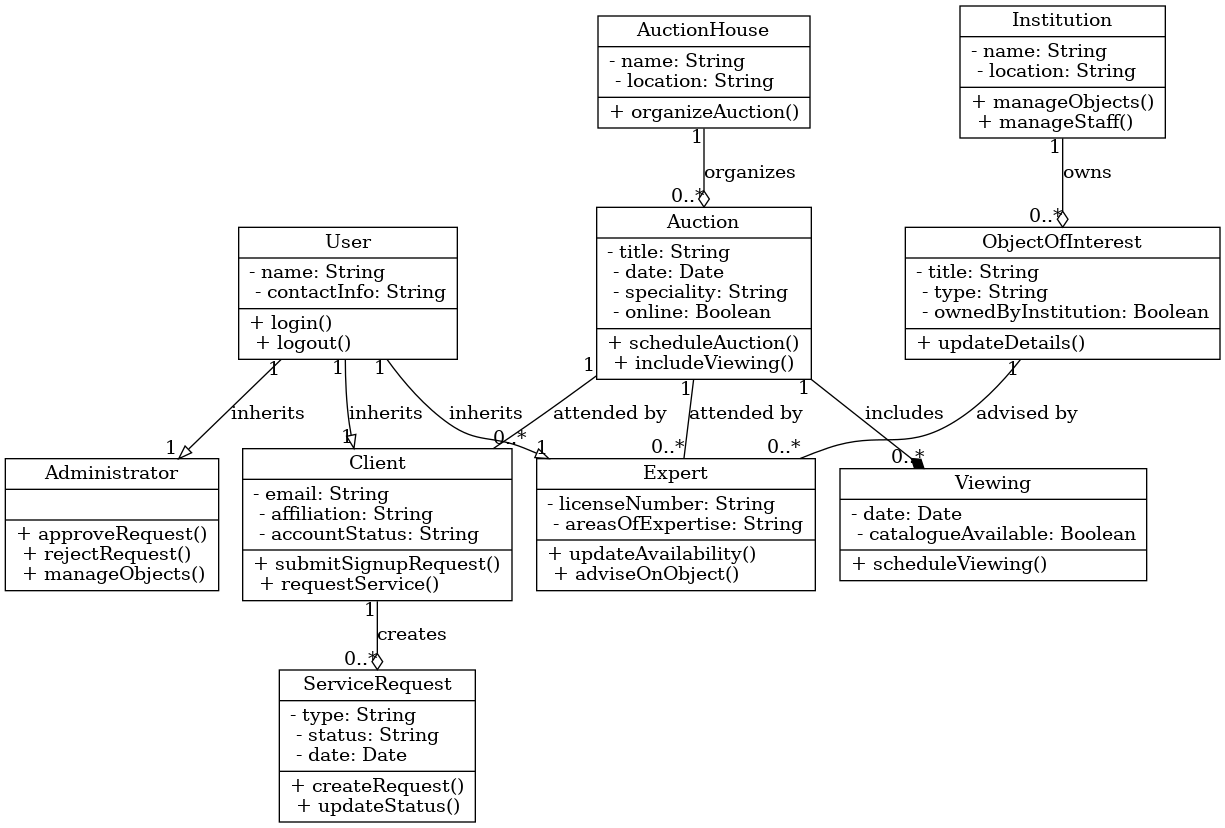 AuctionHouse
- name: String
- location: String
+ organizeAuction()
Institution
- name: String
- location: String
+ manageObjects()
+ manageStaff()
1
organizes
0..*
1
owns
0..*
User
- name: String
- contactInfo: String
+ login()
+ logout()
Auction
- title: String
- date: Date
- speciality: String
- online: Boolean
+ scheduleAuction()
+ includeViewing()
ObjectOfInterest
- title: String
- type: String
- ownedByInstitution: Boolean
+ updateDetails()
1
inherits
1
1
inherits
1
1
inherits
1
1
attended by
0..*
1
attended by
0..*
1
includes
0..*
1
advised by
0..*
Administrator
+ approveRequest()
+ rejectRequest()
+ manageObjects()
Client
- email: String
- affiliation: String
- accountStatus: String
+ submitSignupRequest()
+ requestService()
Expert
- licenseNumber: String
- areasOfExpertise: String
+ updateAvailability()
+ adviseOnObject()
Viewing
- date: Date
- catalogueAvailable: Boolean
+ scheduleViewing()
1
creates
0..*
ServiceRequest
- type: String
- status: String
- date: Date
+ createRequest()
+ updateStatus()